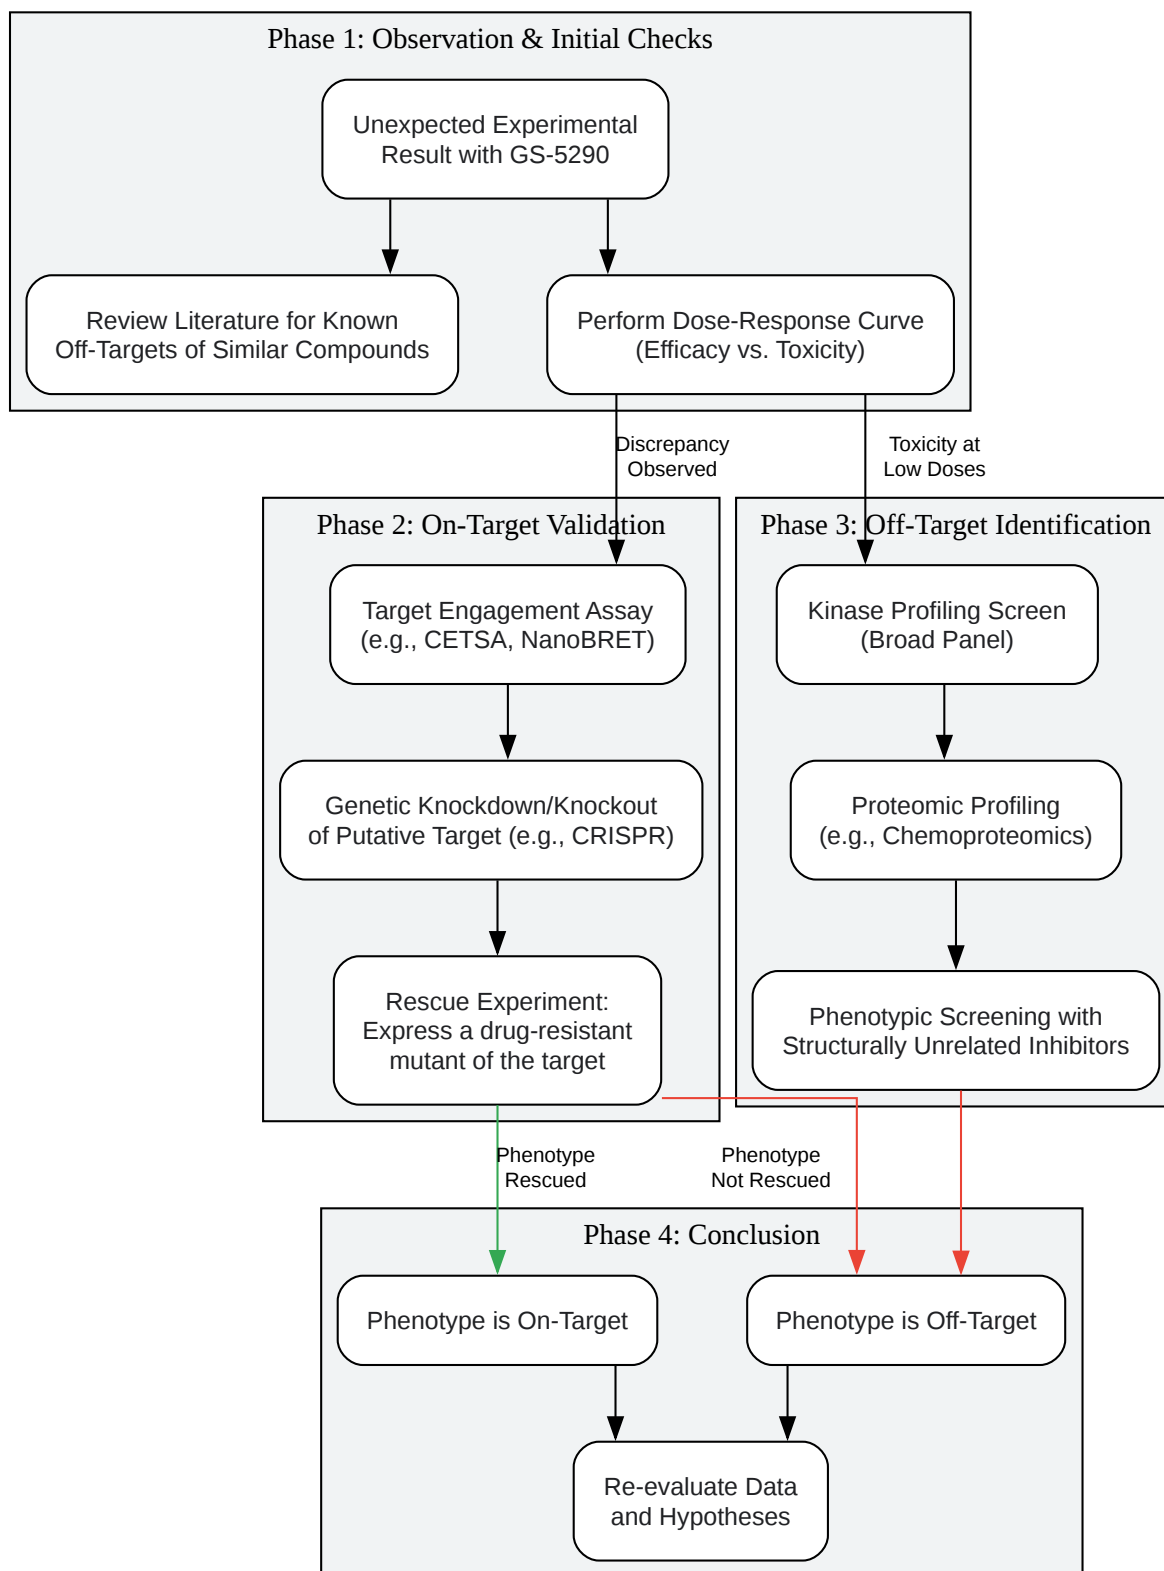 Phase 1: Observation & Initial Checks
Unexpected Experimental
Result with GS-5290
Review Literature for Known
Off-Targets of Similar Compounds
Perform Dose-Response Curve
(Efficacy vs. Toxicity)
Discrepancy
Observed
Toxicity at
Low Doses
Phase 2: On-Target Validation
Target Engagement Assay
(e.g., CETSA, NanoBRET)
Genetic Knockdown/Knockout
of Putative Target (e.g., CRISPR)
Rescue Experiment:
Express a drug-resistant
mutant of the target
Phase 3: Off-Target Identification
Kinase Profiling Screen
(Broad Panel)
Proteomic Profiling
(e.g., Chemoproteomics)
Phenotypic Screening with
Structurally Unrelated Inhibitors
Phenotype
Rescued
Phenotype
Not Rescued
Phase 4: Conclusion
Phenotype is On-Target
Phenotype is Off-Target
Re-evaluate Data
and Hypotheses